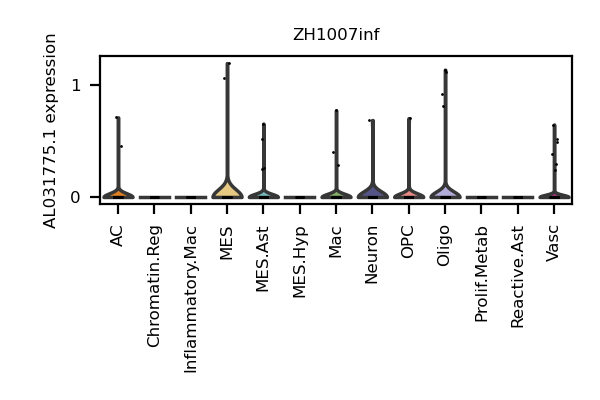 ZH1007inf
AL031775.1 expression
1
0
AC
Chromatin.Reg
Inflammatory.Mac
MES
MES.Ast
MES.Hyp
Mac
Neuron
OPC
Oligo
Prolif.Metab
Reactive.Ast
Vasc